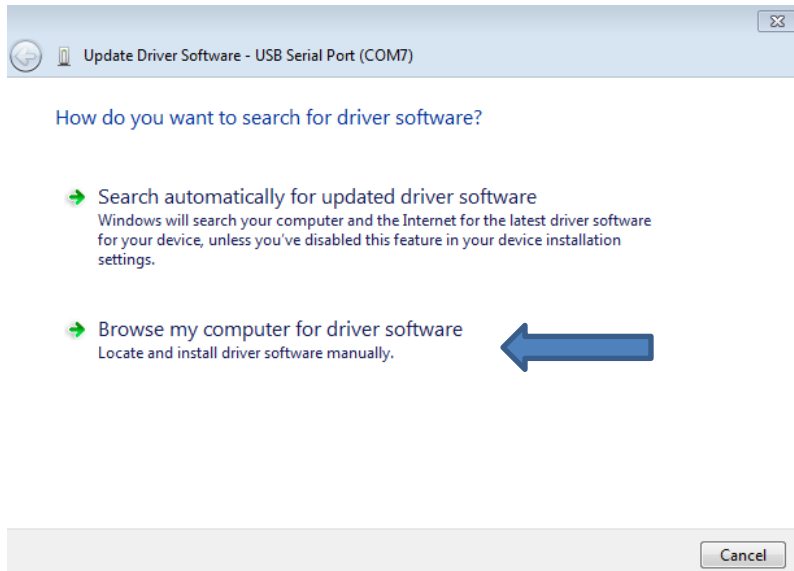 Update Driver Software - USB Serial Port (COM7)
How do you want to search for driver software?
Search automatically for updated driver software
Windows will search your computer and the Internet for the latest driver software
for your device, unless you've disabled this feature in your device installation
settings.
Browse my computer for driver software
Locate and install driver software manually.
Cancel